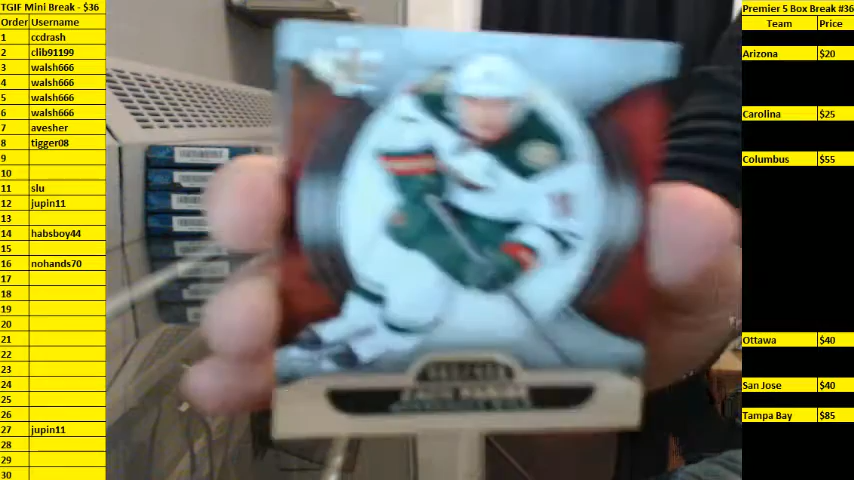 TGIF Mini Break - $36
Order Username
1 ccdrash
2 clib91199
3 walsh666
4 walsh666
5 walsh666
6 walsh666
7 avesher
8 tigger08
9
10
11 slu
12 jupin11
13
14 habsboy44
15
16 nohands70
17
18
19
20
21
22
23
24
25
26
27 jupin11
28
29
30
Premier 5 Box Break #36
Team Price
Arizona $20
Carolina $25
Columbus $55
Ottawa $40
San Jose $40
Tampa Bay $85